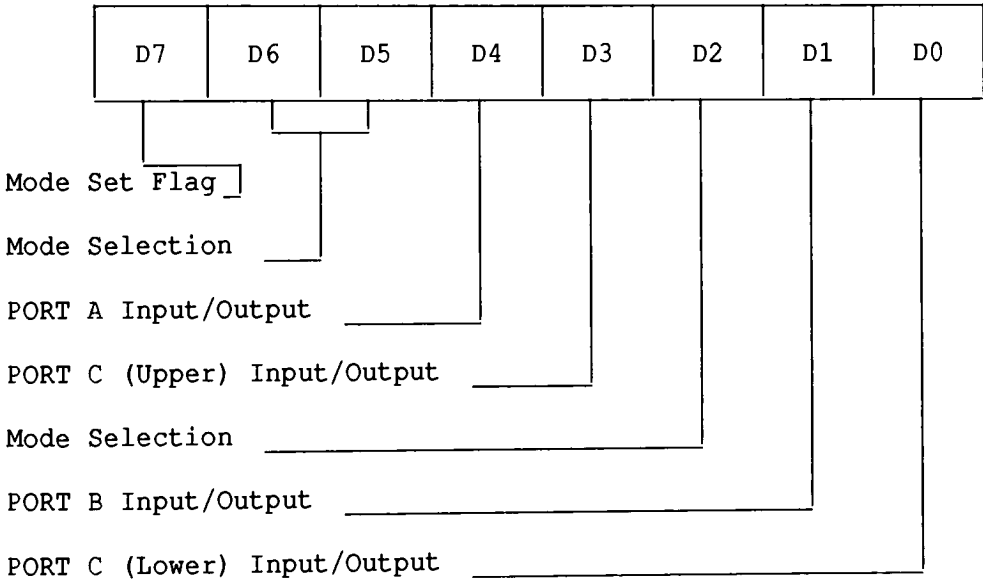 D7 D6 D5 D4 D3 D2 D1 D0
Mode Set Flag
Mode Selection
PORT A Input/Output
PORT C (Upper) Input/Output
Mode Selection
PORT B Input/Output
PORT C (Lower) Input/Output